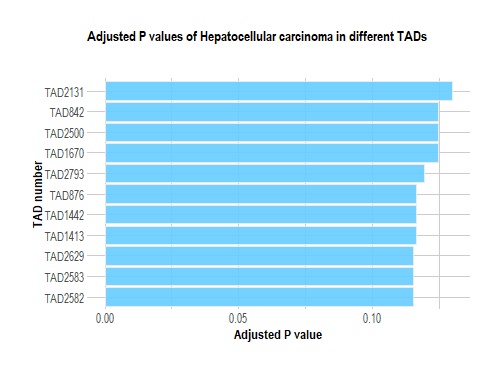 Adjusted P values of Hepatocellular carcinoma in different TADs
TAD number
TAD2131
TAD842
TAD2500
TAD1670
TAD2793
TAD876
TAD1442
TAD1413
TAD2629
TAD2583
TAD2582
0.00 0.05 0.10
Adjusted P value